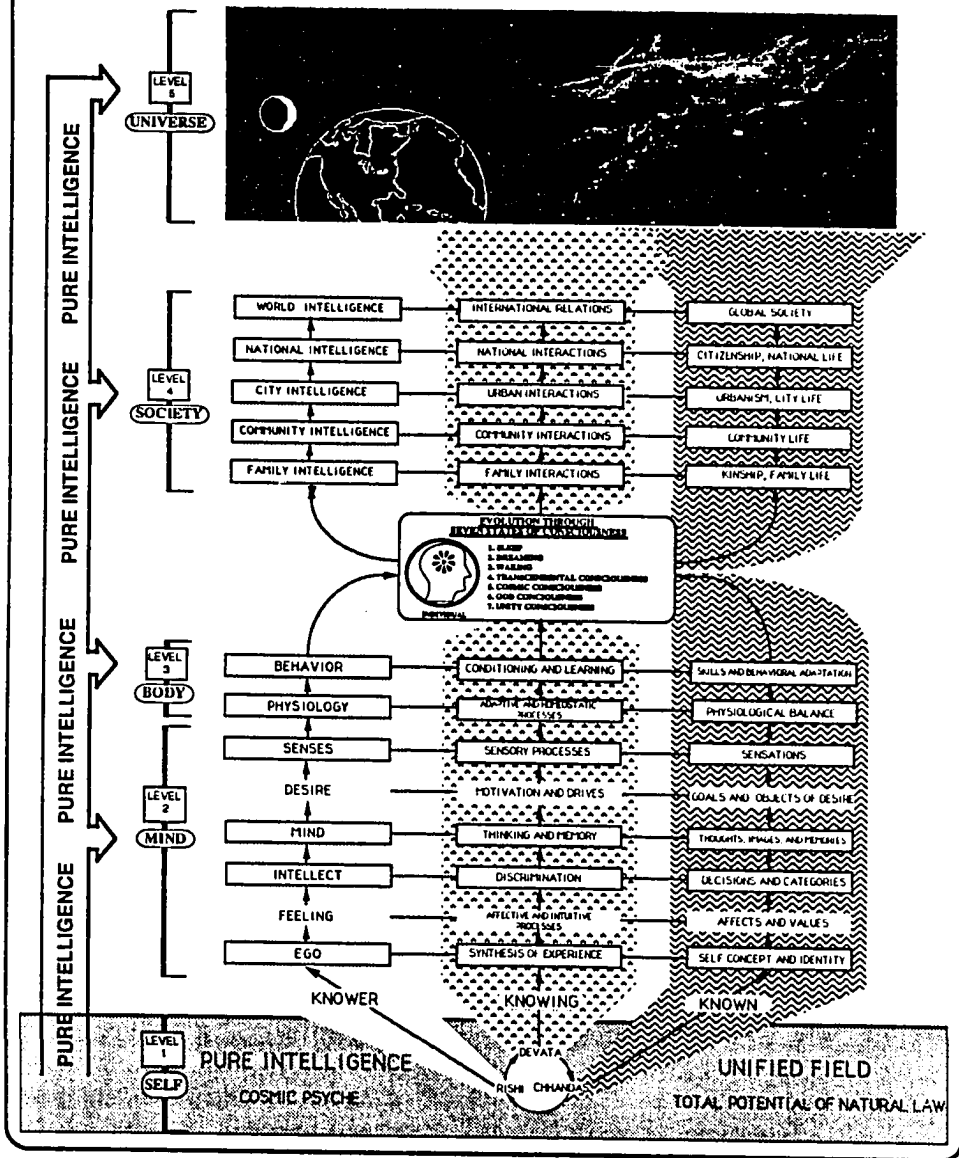 LEVEL
5
UNIVERSE
PURE INTELLIGENCE
WORLD INTELLIGENCE
INTERNATIONAL RELATIONS
GLOBAL SOCIETY
NATIONAL INTELLIGENCE
NATIONAL INTERACTIONS
CITIZENSHIP, NATIONAL LIFE
LEVEL
4
SOCIETY
CITY INTELLIGENCE
URBAN INTERACTIONS
URBANISM, CITY LIFE
COMMUNITY INTELLIGENCE
COMMUNITY INTERACTIONS
COMMUNITY LIFE
FAMILY INTELLIGENCE
FAMILY INTERACTIONS
KINSHIP, FAMILY LIFE
PURE INTELLIGENCE
EVOLUTION THROUGH
SEVEN STATES OF CONSCIOUSNESS
1. SLEEP
2. DREAMING
3. WAKING
4. TRANSCENDENTAL CONSCIOUSNESS
5. COSMIC CONSCIOUSNESS
6. GOD CONCIOUSNESS
7. UNITY CONSCIOUSNESS
INDIVIDUAL
LEVEL
3
BODY
BEHAVIOR
CONDITIONING AND LEARNING
SKILLS AND BEHAVIORAL ADAPTATION
PHYSIOLOGY
ADAPTIVE AND HOMEOSTATIC
PROCESSES
PHYSIOLOGICAL BALANCE
PURE INTELLIGENCE
SENSES
SENSORY PROCESSES
SENSATIONS
LEVEL
2
MIND
DESIRE
MOTIVATION AND DRIVES
GOALS AND OBJECTS OF DESIRE
MIND
THINKING AND MEMORY
THOUGHTS, IMAGES, AND MEMORIES
INTELLECT
DISCRIMINATION
DECISIONS AND CATEGORIES
FEELING
AFFECTIVE AND INTUITIVE
PROCESSES
AFFECTS AND VALUES
EGO
SYNTHESIS OF EXPERIENCE
SELF CONCEPT AND IDENTITY
PURE INTELLIGENCE
KNOWER
KNOWING
KNOWN
LEVEL
1
SELF
PURE INTELLIGENCE
COSMIC PSYCHE
DEVATA
RISHI CHHANDAS
UNIFIED FIELD
TOTAL POTENTIAL OF NATURAL LAW